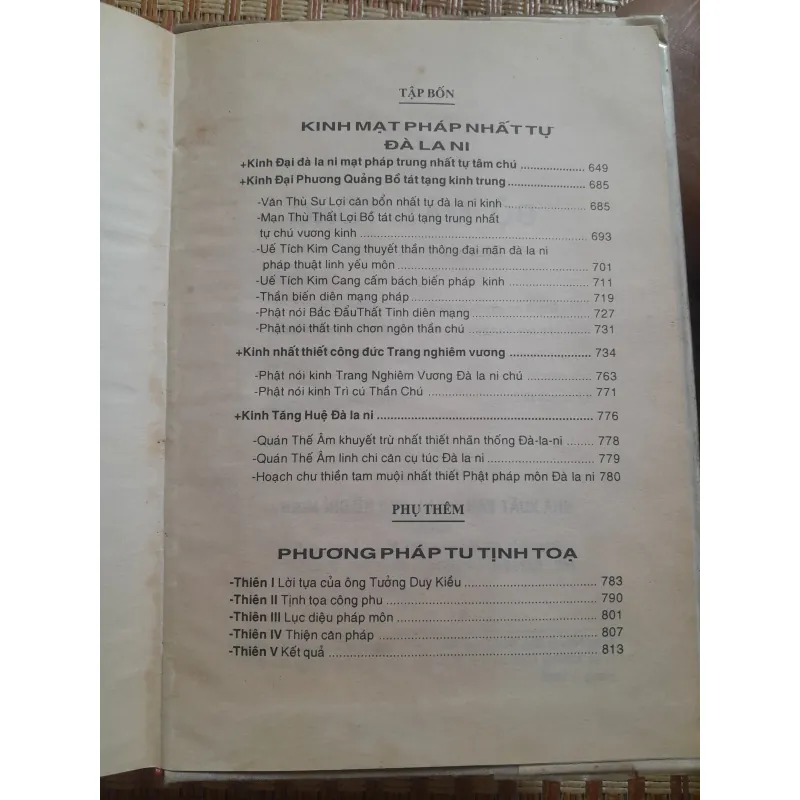 TẬP BỐN
KINH MẠT PHÁP NHẤT TỰ
ĐÀ LA NI
+Kinh Đại đà la ni mạt pháp trung nhất tự tâm chú ..................... 649
+Kinh Đại Phương Quảng Bồ tát tạng kinh trung......................... 685
-Văn Thù Sư Lợi căn bổn nhất tự đà la ni kinh ..................... 685
-Mạn Thù Thất Lợi Bồ tát chú tạng trung nhất
tự chú vương kinh ................................................. 693
-Uế Tích Kim Cang thuyết thần thông đại mãn đà la ni
pháp thuật linh yếu môn ............................................... 701
-Uế Tích Kim Cang cấm bách biến pháp kinh ..................... 711
-Thần biến diên mạng pháp ............................................. 719
-Phật nói Bắc ĐẩuThất Tinh diên mạng .............................. 727
-Phật nói thất tinh chơn ngôn thần chú .............................. 731
+Kinh nhất thiết công đức Trang nghiêm vương ......................... 734
-Phật nói kinh Trang Nghiêm Vương Đà la ni chú ............... 763
-Phật nói kinh Trì cú Thần Chú ......................................... 771
+Kinh Tăng Huệ Đà la ni ................................................... 776
-Quán Thế Âm khuyết trừ nhất thiết nhãn thống Đà-la-ni ....... 778
-Quán Thế Âm linh chi căn cụ túc Đà la ni ......................... 779
-Hoạch chư thiền tam muội nhất thiết Phật pháp môn Đà la ni 780
PHỤ THÊM
PHƯƠNG PHÁP TU TỊNH TOẠ
-Thiên I Lời tựa của ông Tưởng Duy Kiều ............................. 783
-Thiên II Tịnh tọa công phu ............................................... 790
-Thiên III Lục diệu pháp môn ............................................. 801
-Thiên IV Thiện căn pháp ................................................. 807
-Thiên V Kết quả ........................................................... 813